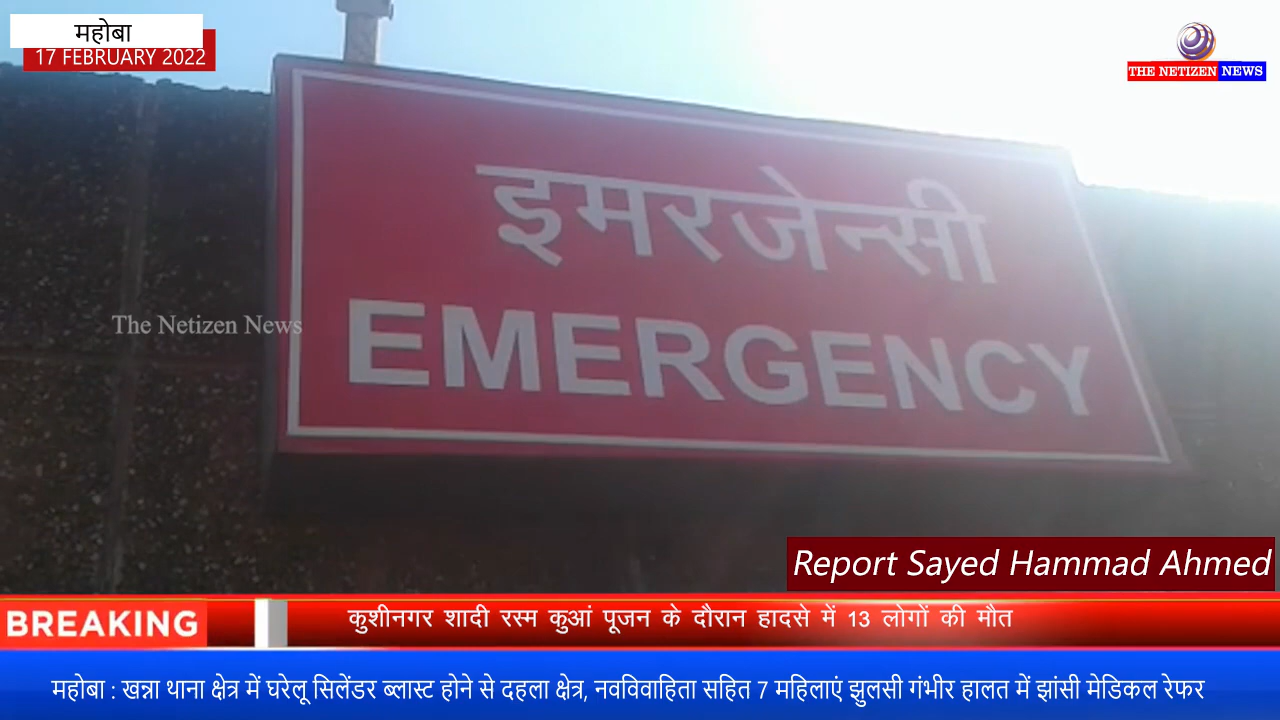 महोबा
17 FEBRUARY 2022
THE NETIZEN NEWS
इमरजेन्सी
EMERGENCY
The Netizen News
Report Sayed Hammad Ahmed
BREAKING
कुशीनगर शादी रस्म कुआं पूजन के दौरान हादसे में 13 लोगों की मौत
महोबा : खन्ना थाना क्षेत्र में घरेलू सिलेंडर ब्लास्ट होने से दहला क्षेत्र, नवविवाहिता सहित 7 महिलाएं झुलसी गंभीर हालत में झांसी मेडिकल रेफर